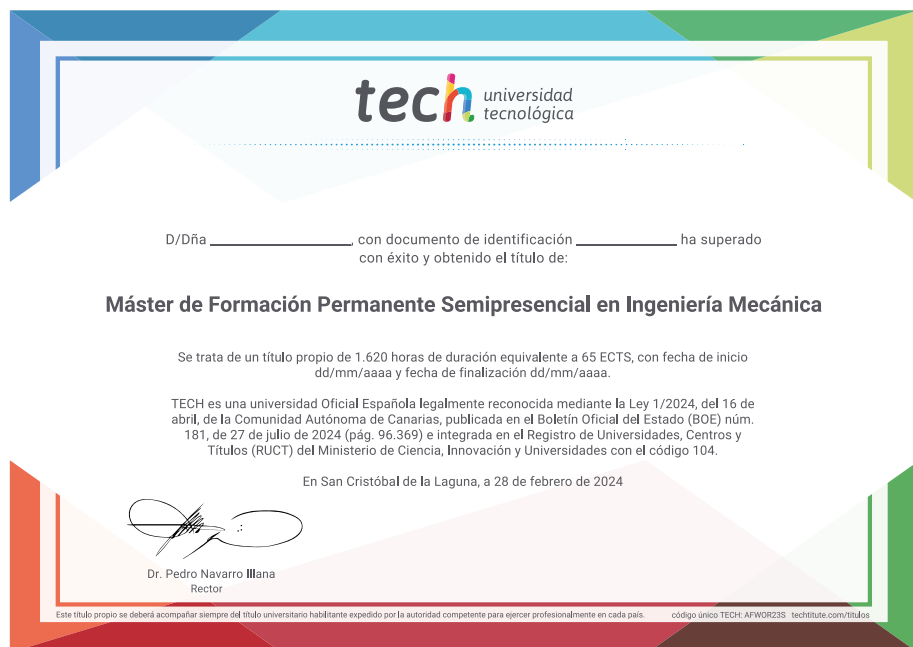 tech universidad
tecnológica
D/Dña ________________, con documento de identificación ____________ ha superado
con éxito y obtenido el título de:
Máster de Formación Permanente Semipresencial en Ingeniería Mecánica
Se trata de un título propio de 1.620 horas de duración equivalente a 65 ECTS, con fecha de inicio
dd/mm/aaaa y fecha de finalización dd/mm/aaaa.
TECH es una universidad Oficial Española legalmente reconocida mediante la Ley 1/2024, del 16 de
abril, de la Comunidad Autónoma de Canarias, publicada en el Boletín Oficial del Estado (BOE) núm.
181, de 27 de julio de 2024 (pág. 96.369) e integrada en el Registro de Universidades, Centros y
Títulos (RUCT) del Ministerio de Ciencia, Innovación y Universidades con el código 104.
En San Cristóbal de la Laguna, a 28 de febrero de 2024
Dr. Pedro Navarro Illana
Rector
Este título propio se deberá acompañar siempre del título universitario habilitante expedido por la autoridad competente para ejercer profesionalmente en cada país. código único TECH: AFWOR23S techtitute.com/titulos